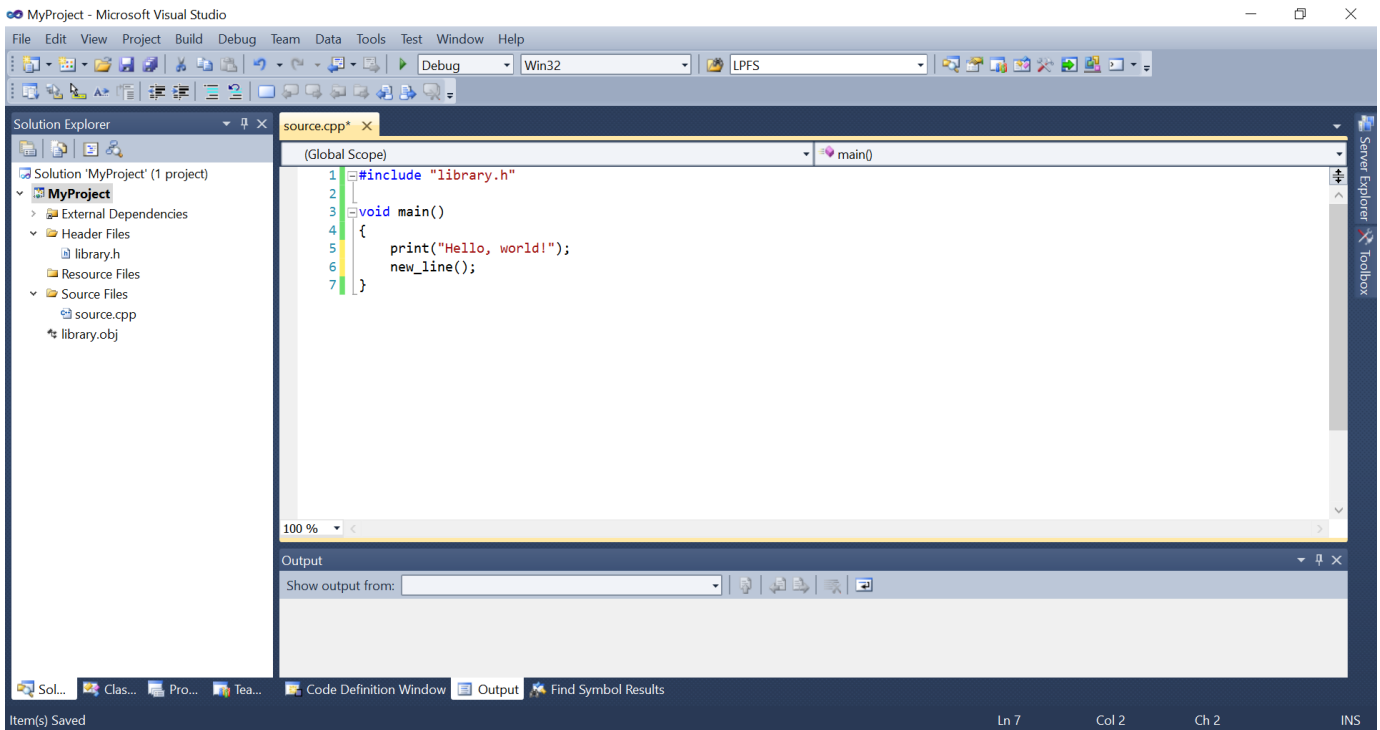 MyProject - Microsoft Visual Studio
File Edit View Project Build Debug Team Data Tools Test Window Help
Debug Win32 LPFS
Solution Explorer
Solution 'MyProject' (1 project)
MyProject
External Dependencies
Header Files
library.h
Resource Files
Source Files
source.cpp
library.obj
source.cpp*
(Global Scope) main()
1 #include "library.h"
2
3 void main()
4 {
5 print("Hello, world!");
6 new_line();
7 }
100 %
Output
Show output from:
Server Explorer
Toolbox
Sol... Clas... Pro... Tea... Code Definition Window Output Find Symbol Results
Item(s) Saved Ln 7 Col 2 Ch 2 INS